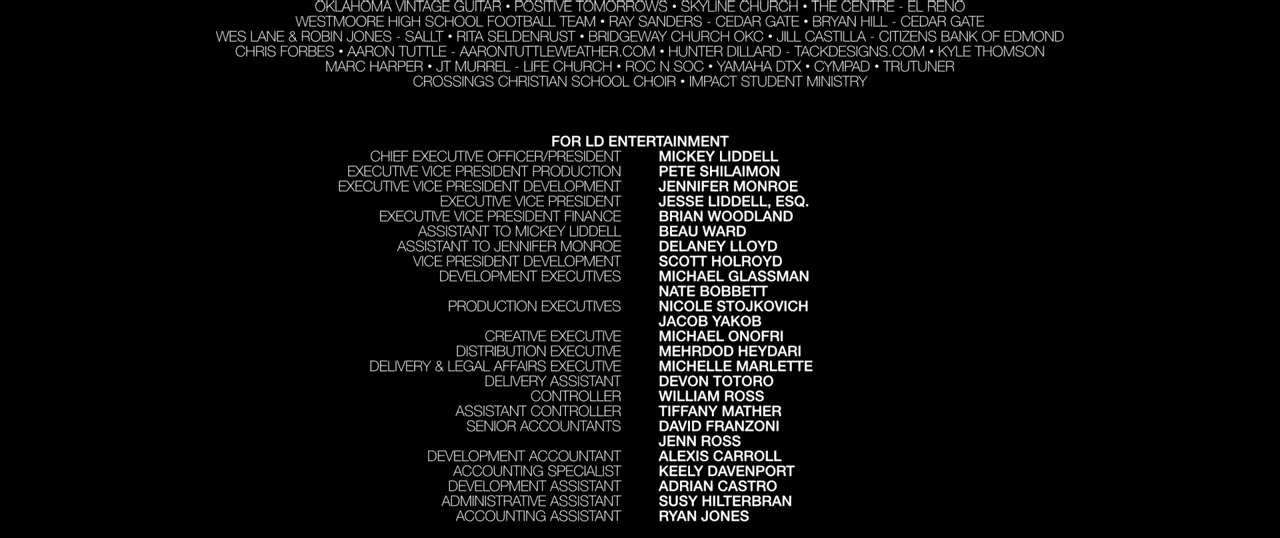 OKLAHOMA VINTAGE GUITAR • POSITIVE TOMORROWS • SKYLINE CHURCH • THE CENTRE - EL RENO
WESTMOORE HIGH SCHOOL FOOTBALL TEAM • RAY SANDERS - CEDAR GATE • BRYAN HILL - CEDAR GATE
WES LANE & ROBIN JONES - SALLT • RITA SELDENRUST • BRIDGEWAY CHURCH OKC • JILL CASTILLA - CITIZENS BANK OF EDMOND
CHRIS FORBES • AARON TUTTLE - AARONTUTTLEWEATHER.COM • HUNTER DILLARD - TACKDESIGNS.COM • KYLE THOMSON
MARC HARPER • JT MURREL - LIFE CHURCH • ROC N SOC • YAMAHA DTX • CYMPAD • TRUTUNER
CROSSINGS CHRISTIAN SCHOOL CHOIR • IMPACT STUDENT MINISTRY
FOR LD ENTERTAINMENT
CHIEF EXECUTIVE OFFICER/PRESIDENT MICKEY LIDDELL
EXECUTIVE VICE PRESIDENT PRODUCTION PETE SHILAIMON
EXECUTIVE VICE PRESIDENT DEVELOPMENT JENNIFER MONROE
EXECUTIVE VICE PRESIDENT JESSE LIDDELL, ESQ.
EXECUTIVE VICE PRESIDENT FINANCE BRIAN WOODLAND
ASSISTANT TO MICKEY LIDDELL BEAU WARD
ASSISTANT TO JENNIFER MONROE DELANEY LLOYD
VICE PRESIDENT DEVELOPMENT SCOTT HOLROYD
DEVELOPMENT EXECUTIVES MICHAEL GLASSMAN
NATE BOBBETT
PRODUCTION EXECUTIVES NICOLE STOJKOVICH
JACOB YAKOB
CREATIVE EXECUTIVE MICHAEL ONOFRI
DISTRIBUTION EXECUTIVE MEHRDOD HEYDARI
DELIVERY & LEGAL AFFAIRS EXECUTIVE MICHELLE MARLETTE
DELIVERY ASSISTANT DEVON TOTORO
CONTROLLER WILLIAM ROSS
ASSISTANT CONTROLLER TIFFANY MATHER
SENIOR ACCOUNTANTS DAVID FRANZONI
JENN ROSS
DEVELOPMENT ACCOUNTANT ALEXIS CARROLL
ACCOUNTING SPECIALIST KEELY DAVENPORT
DEVELOPMENT ASSISTANT ADRIAN CASTRO
ADMINISTRATIVE ASSISTANT SUSY HILTERBRAN
ACCOUNTING ASSISTANT RYAN JONES